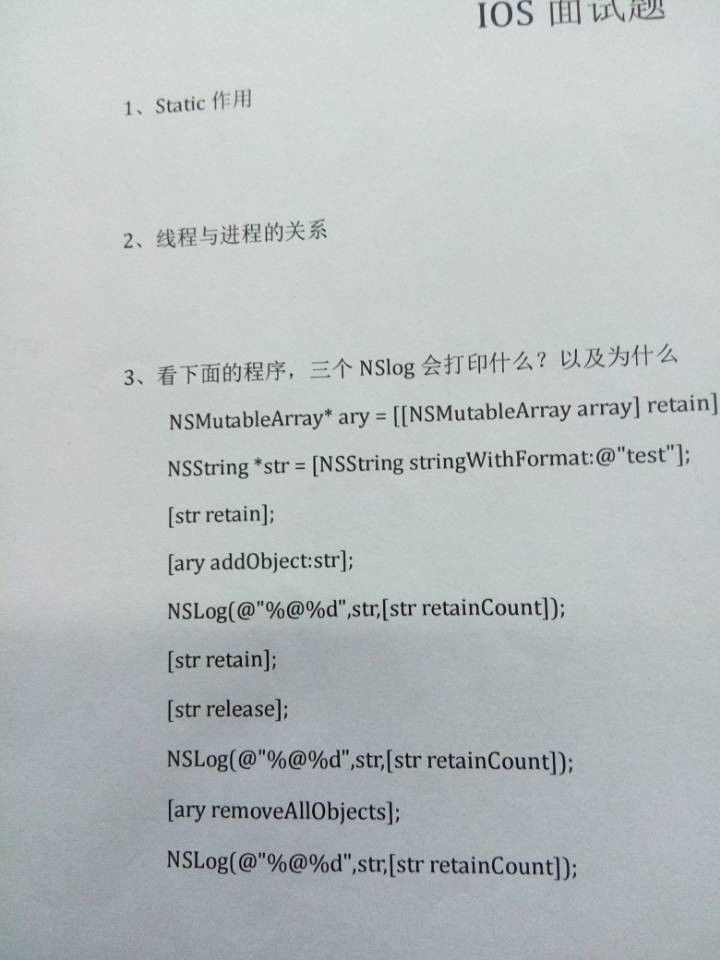 IOS 面试题
1、Static 作用
2、线程与进程的关系
3、看下面的程序，三个 NSlog 会打印什么？以及为什么
NSMutableArray* ary = [[NSMutableArray array] retain]
NSString *str = [NSString stringWithFormat:@"test"];
[str retain];
[ary addObject:str];
NSLog(@"%@%d",str,[str retainCount]);
[str retain];
[str release];
NSLog(@"%@%d",str,[str retainCount]);
[ary removeAllObjects];
NSLog(@"%@%d",str,[str retainCount]);